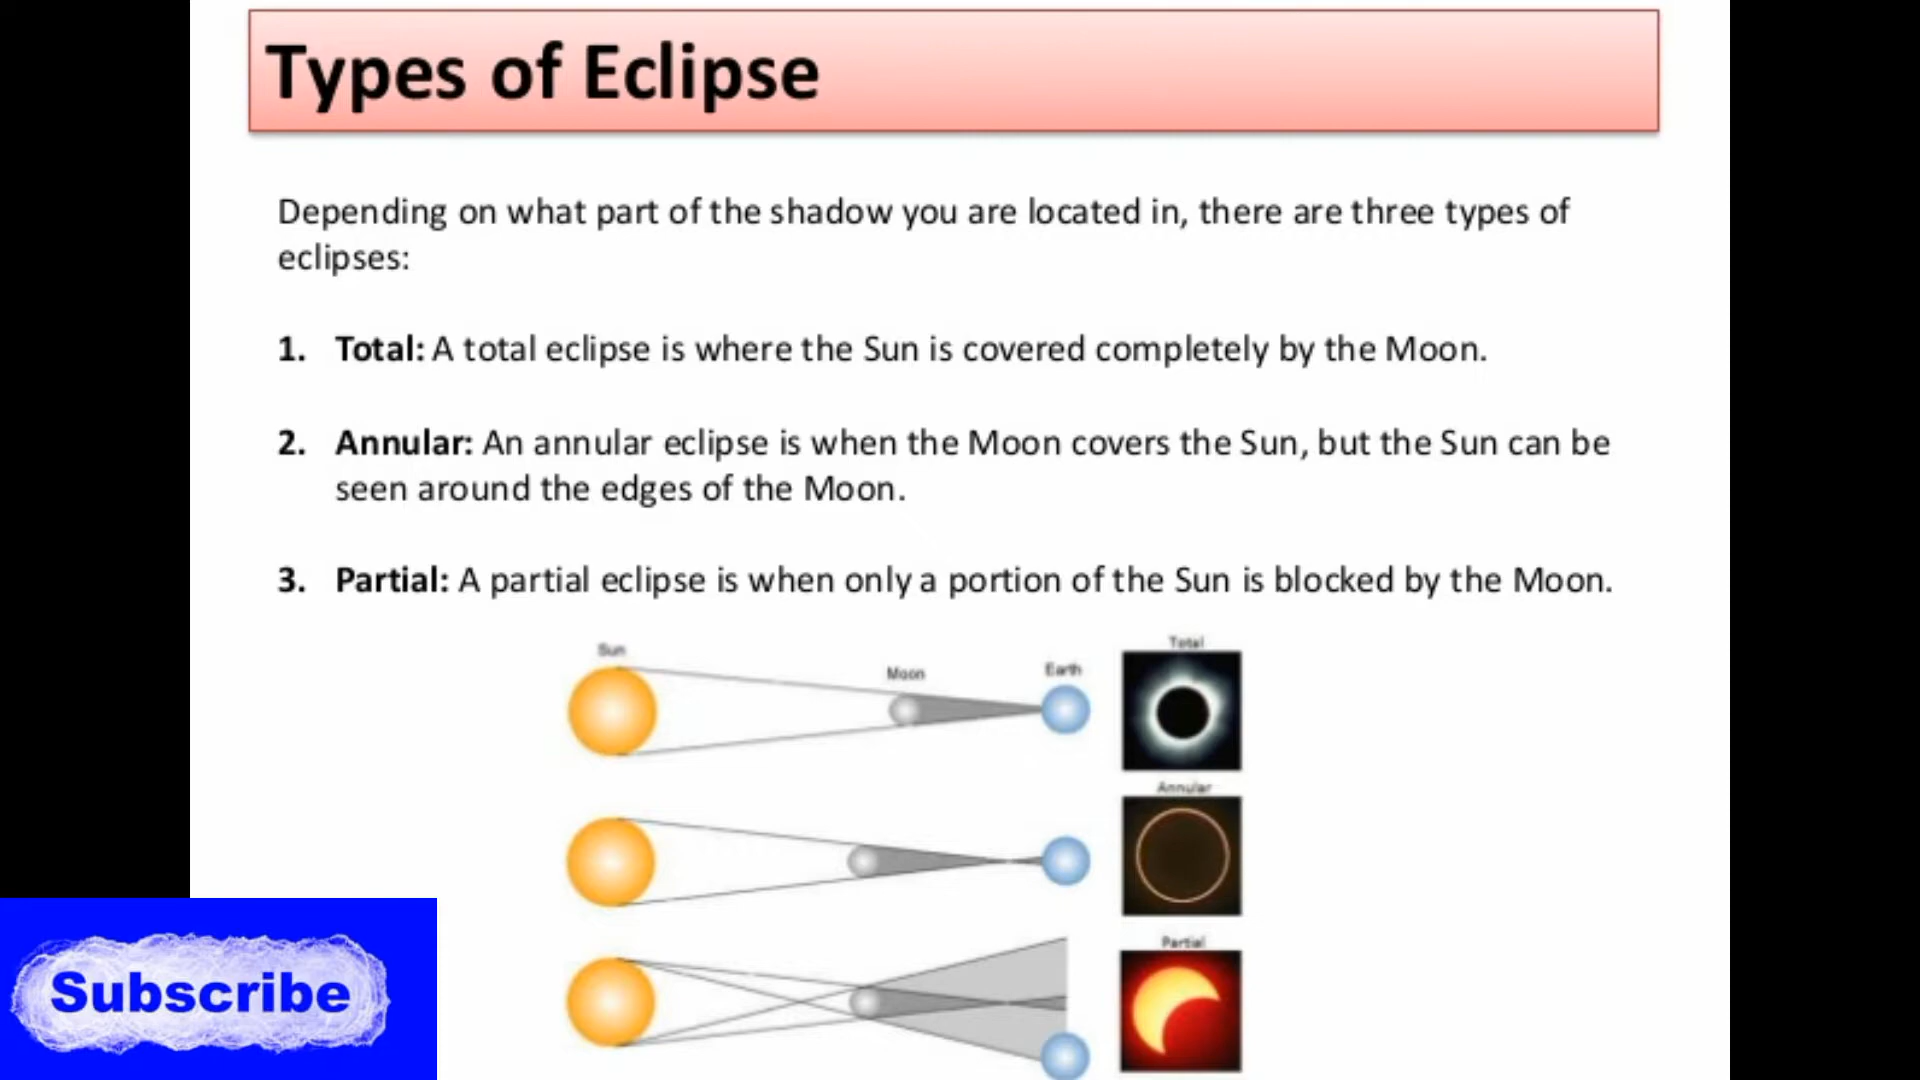 Types of Eclipse
Depending on what part of the shadow you are located in, there are three types of
eclipses:
1. Total: A total eclipse is where the Sun is covered completely by the Moon.
2. Annular: An annular eclipse is when the Moon covers the Sun, but the Sun can be
seen around the edges of the Moon.
3. Partial: A partial eclipse is when only a portion of the Sun is blocked by the Moon.
Sun
Moon
Earth
Total
Annular
Partial
Subscribe